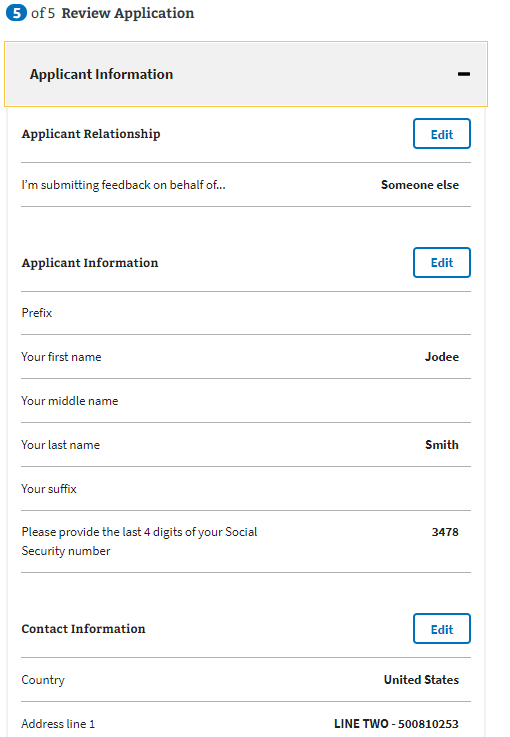 5 of 5 Review Application
Applicant Information
Applicant Relationship Edit
I'm submitting feedback on behalf of... Someone else
Applicant Information Edit
Prefix
Your first name Jodee
Your middle name
Your last name Smith
Your suffix
Please provide the last 4 digits of your Social 3478
Security number
Contact Information Edit
Country United States
Address line 1 LINE TWO - 500810253